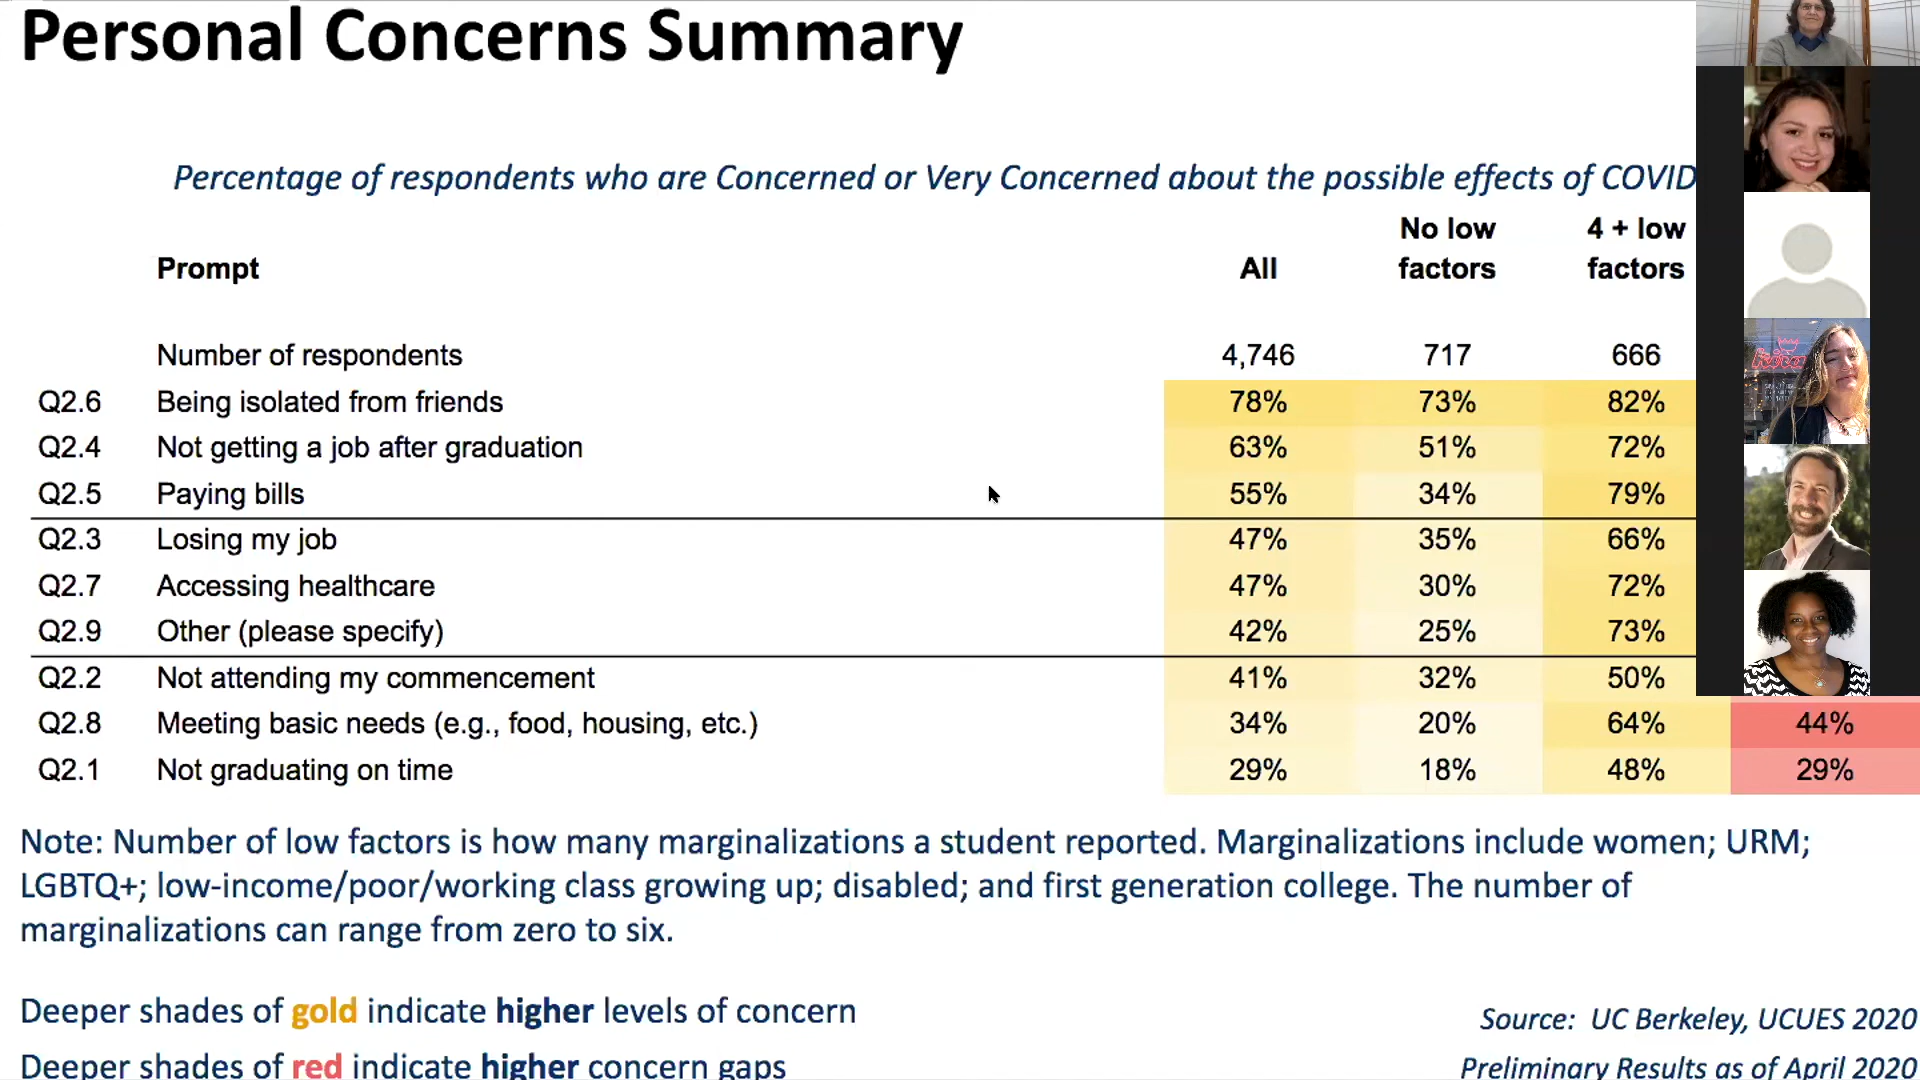 Personal Concerns Summary
Percentage of respondents who are Concerned or Very Concerned about the possible effects of COVID
Prompt All No low factors 4 + low factors
Number of respondents 4,746 717 666
Q2.6 Being isolated from friends 78% 73% 82%
Q2.4 Not getting a job after graduation 63% 51% 72%
Q2.5 Paying bills 55% 34% 79%
Q2.3 Losing my job 47% 35% 66%
Q2.7 Accessing healthcare 47% 30% 72%
Q2.9 Other (please specify) 42% 25% 73%
Q2.2 Not attending my commencement 41% 32% 50%
Q2.8 Meeting basic needs (e.g., food, housing, etc.) 34% 20% 64% 44%
Q2.1 Not graduating on time 29% 18% 48% 29%
Note: Number of low factors is how many marginalizations a student reported. Marginalizations include women; URM;
LGBTQ+; low-income/poor/working class growing up; disabled; and first generation college. The number of
marginalizations can range from zero to six.
Deeper shades of gold indicate higher levels of concern
Deeper shades of red indicate higher concern gaps
Source: UC Berkeley, UCUES 2020
Preliminary Results as of April 2020